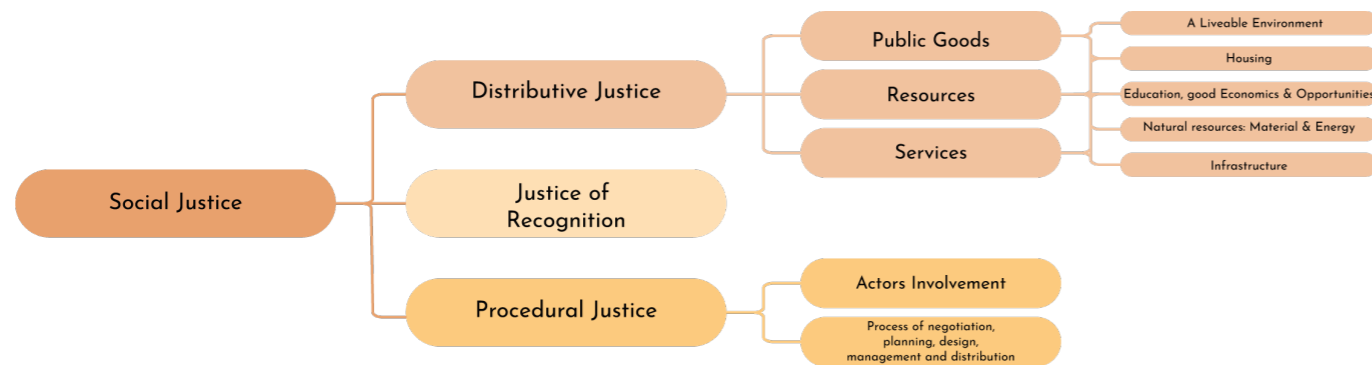 Social Justice
Distributive Justice
Justice of
Recognition
Procedural Justice
Public Goods
Resources
Services
Actors Involvement
Process of negotiation,
planning, design,
management and distribution
A Liveable Environment
Housing
Education, good Economics & Opportunities
Natural resources: Material & Energy
Infrastructure